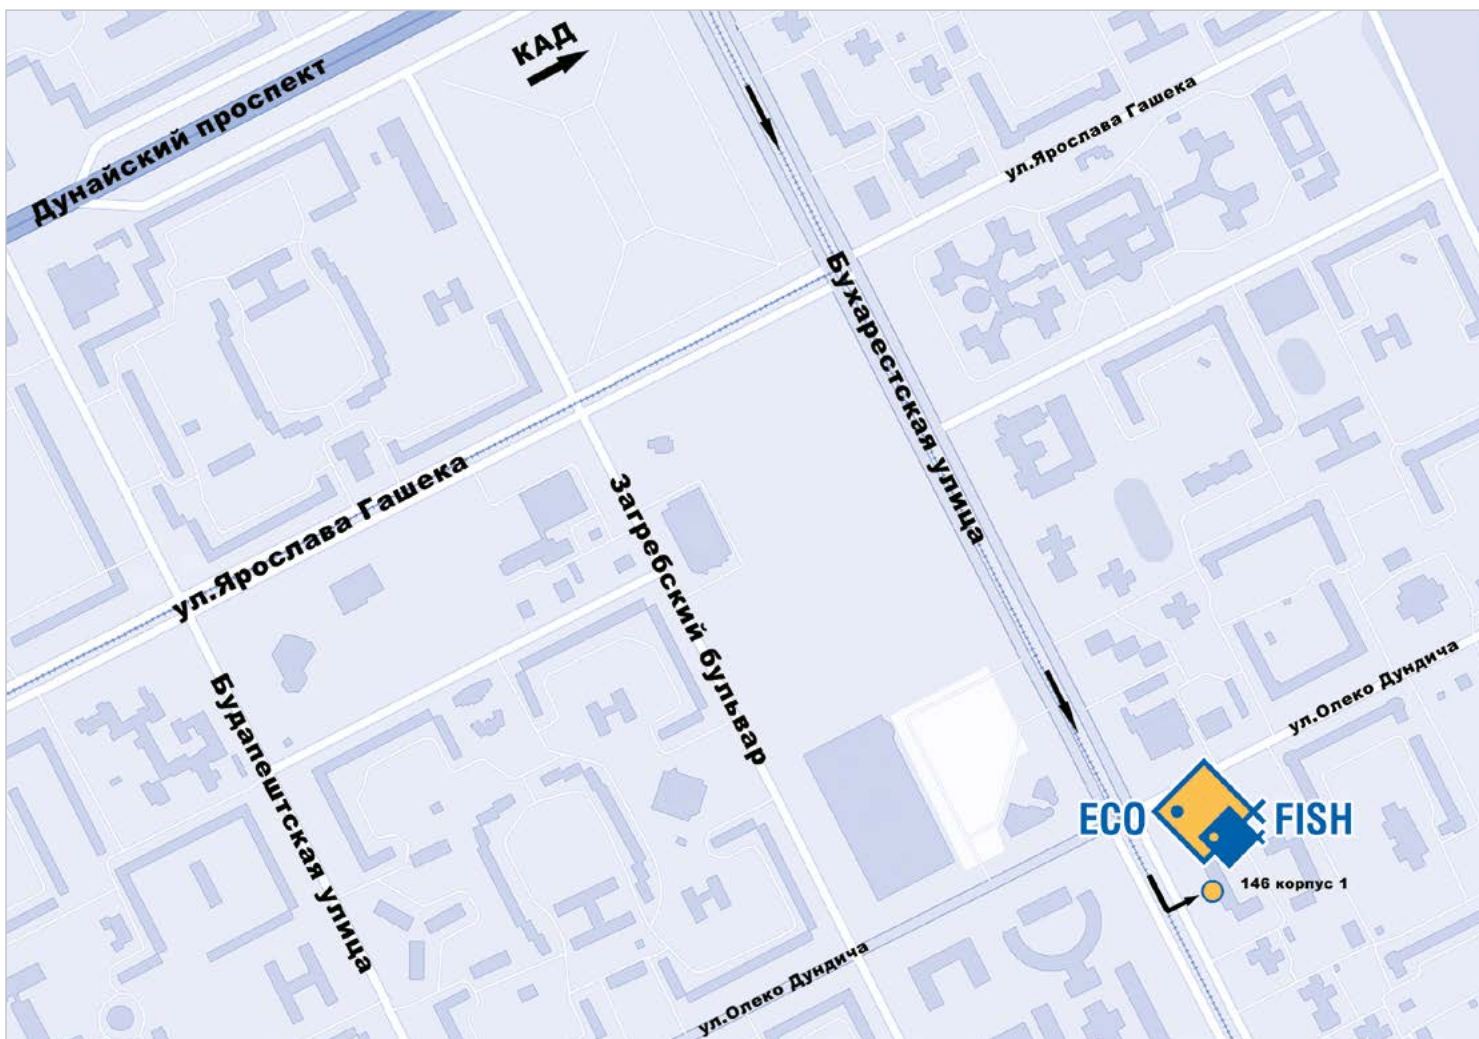 КАД
Дунайский проспект
ул.Ярослава Гашека
Бухарестская улица
ул.Ярослава Гашека
Загребский бульвар
Будапештская улица
ул.Олеко Дундича
ECO FISH
146 корпус 1
ул.Олеко Дундича